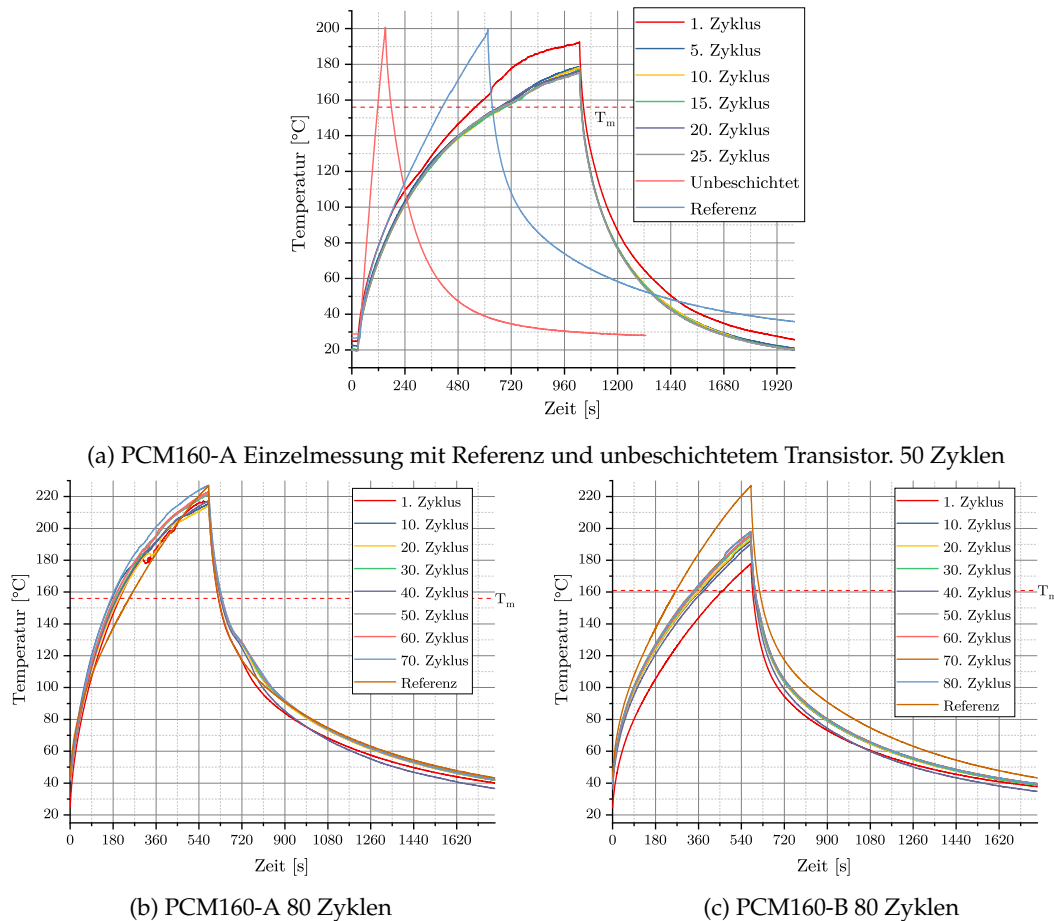 200
180
160
140
120
100
80
60
40
20
Temperatur [°C]
0 240 480 720 960 1200 1440 1680 1920
Zeit [s]
T_m
1. Zyklus
5. Zyklus
10. Zyklus
15. Zyklus
20. Zyklus
25. Zyklus
Unbeschichtet
Referenz
(a) PCM160-A Einzelmessung mit Referenz und unbeschichtetem Transistor. 50 Zyklen
220
200
180
160
140
120
100
80
60
40
20
Temperatur [°C]
0 180 360 540 720 900 1080 1260 1440 1620
Zeit [s]
T_m
1. Zyklus
10. Zyklus
20. Zyklus
30. Zyklus
40. Zyklus
50. Zyklus
60. Zyklus
70. Zyklus
Referenz
(b) PCM160-A 80 Zyklen
220
200
180
160
140
120
100
80
60
40
20
Temperatur [°C]
0 180 360 540 720 900 1080 1260 1440 1620
Zeit [s]
T_m
1. Zyklus
10. Zyklus
20. Zyklus
30. Zyklus
40. Zyklus
50. Zyklus
60. Zyklus
70. Zyklus
80. Zyklus
Referenz
(c) PCM160-B 80 Zyklen